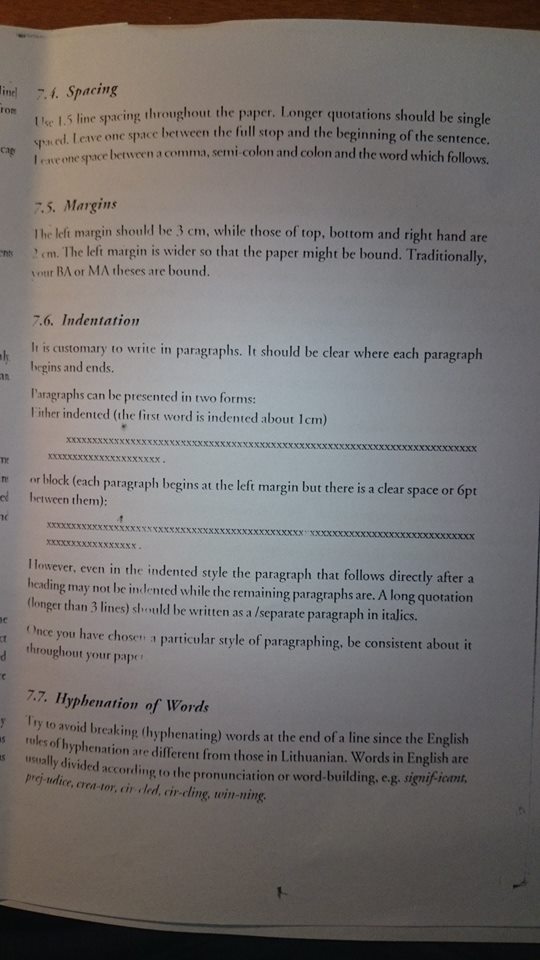 line
rom
cap
7.4. Spacing
Use 1.5 line spacing throughout the paper. Longer quotations should be single
spaced. Leave one space between the full stop and the beginning of the sentence.
Leave one space between a comma, semi-colon and colon and the word which follows.
7.5. Margins
The left margin should be 3 cm, while those of top, bottom and right hand are
2 cm. The left margin is wider so that the paper might be bound. Traditionally,
your BA or MA theses are bound.
7.6. Indentation
It is customary to write in paragraphs. It should be clear where each paragraph
begins and ends.
Paragraphs can be presented in two forms:
Either indented (the first word is indented about 1cm)
xxxxxxxxxxxxxxxxxxxxxxxxxxxxxxxxxxxxxxxxxxxxxxxxxxxxxxxxxxxxxxxxxxxxxx
xxxxxxxxxxxxxxxxxxxxx.
or block (each paragraph begins at the left margin but there is a clear space or 6pt
between them):
xxxxxxxxxxxxxxxxxxxxxxxxxxxxxxxxxxxxxxxxxxxxxxxxxxxxxxxxxxxxxxxxxxxxxxxxxx
xxxxxxxxxxxxxxxxx.
However, even in the indented style the paragraph that follows directly after a
heading may not be indented while the remaining paragraphs are. A long quotation
(longer than 3 lines) should be written as a /separate paragraph in italics.
Once you have chosen a particular style of paragraphing, be consistent about it
throughout your paper
7.7. Hyphenation of Words
Try to avoid breaking (hyphenating) words at the end of a line since the English
rules of hyphenation are different from those in Lithuanian. Words in English are
usually divided according to the pronunciation or word-building, e.g. signif-icant,
prej-udice, crea-tor, cir-cled, cir-cling, win-ning.